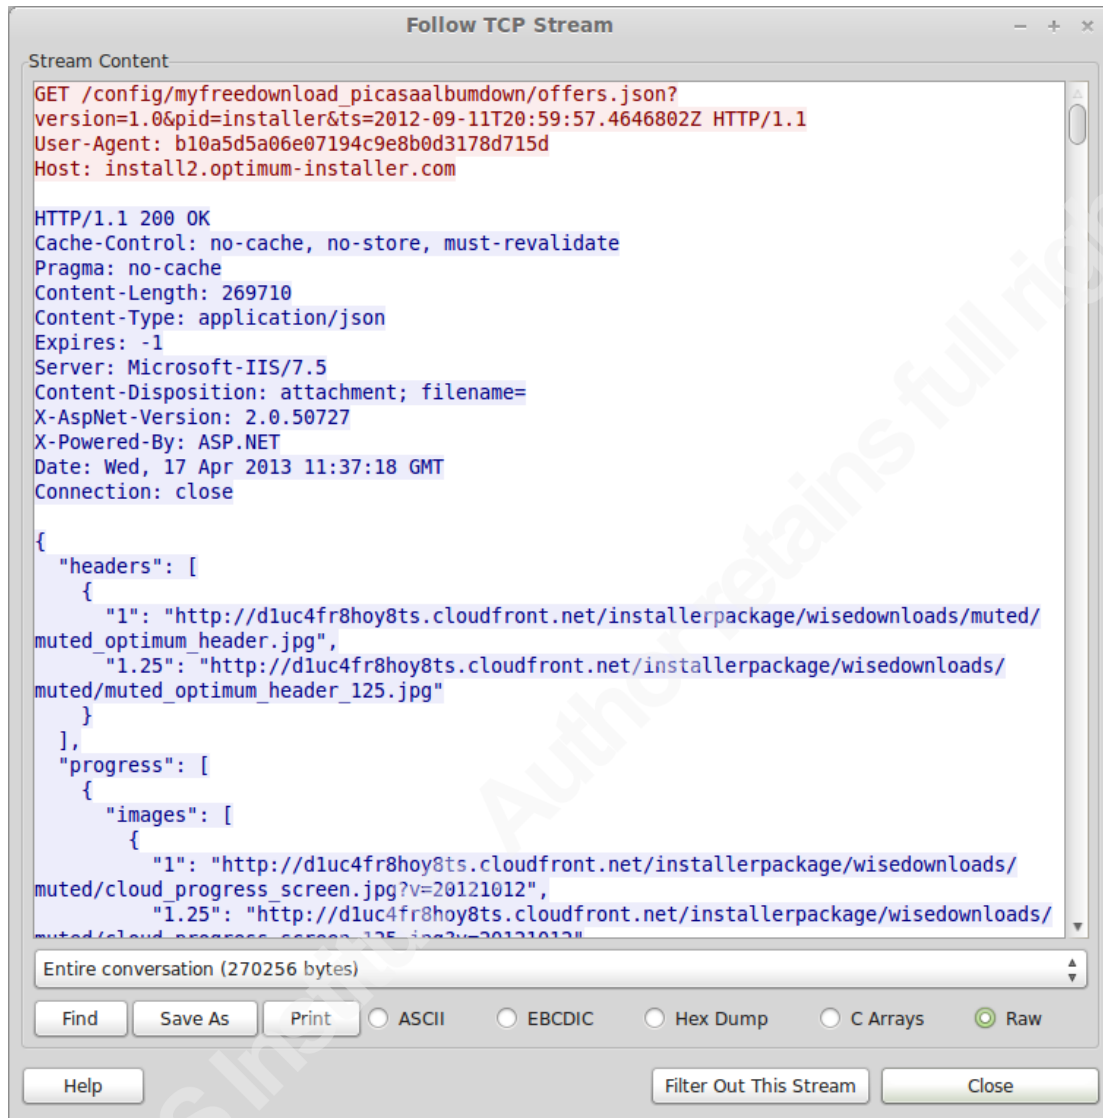 Follow TCP Stream
Stream Content
GET /config/myfreedownload_picasaalbumdown/offers.json?
version=1.0&pid=installer&ts=2012-09-11T20:59:57.4646802Z HTTP/1.1
User-Agent: b10a5d5a06e07194c9e8b0d3178d715d
Host: install2.optimum-installer.com
HTTP/1.1 200 OK
Cache-Control: no-cache, no-store, must-revalidate
Pragma: no-cache
Content-Length: 269710
Content-Type: application/json
Expires: -1
Server: Microsoft-IIS/7.5
Content-Disposition: attachment; filename=
X-AspNet-Version: 2.0.50727
X-Powered-By: ASP.NET
Date: Wed, 17 Apr 2013 11:37:18 GMT
Connection: close
{
"headers": [
{
"1": "http://d1uc4fr8hoy8ts.cloudfront.net/installerpackage/wisedownloads/muted/
muted_optimum_header.jpg",
"1.25": "http://d1uc4fr8hoy8ts.cloudfront.net/installerpackage/wisedownloads/
muted/muted_optimum_header_125.jpg"
}
],
"progress": [
{
"images": [
{
"1": "http://d1uc4fr8hoy8ts.cloudfront.net/installerpackage/wisedownloads/
muted/cloud_progress_screen.jpg?v=20121012",
"1.25": "http://d1uc4fr8hoy8ts.cloudfront.net/installerpackage/wisedownloads/
muted/cloud_progress_screen_125.jpg?v=20121012"
Entire conversation (270256 bytes)
Find Save As Print ASCII EBCDIC Hex Dump C Arrays Raw
Help Filter Out This Stream Close
Author retains full